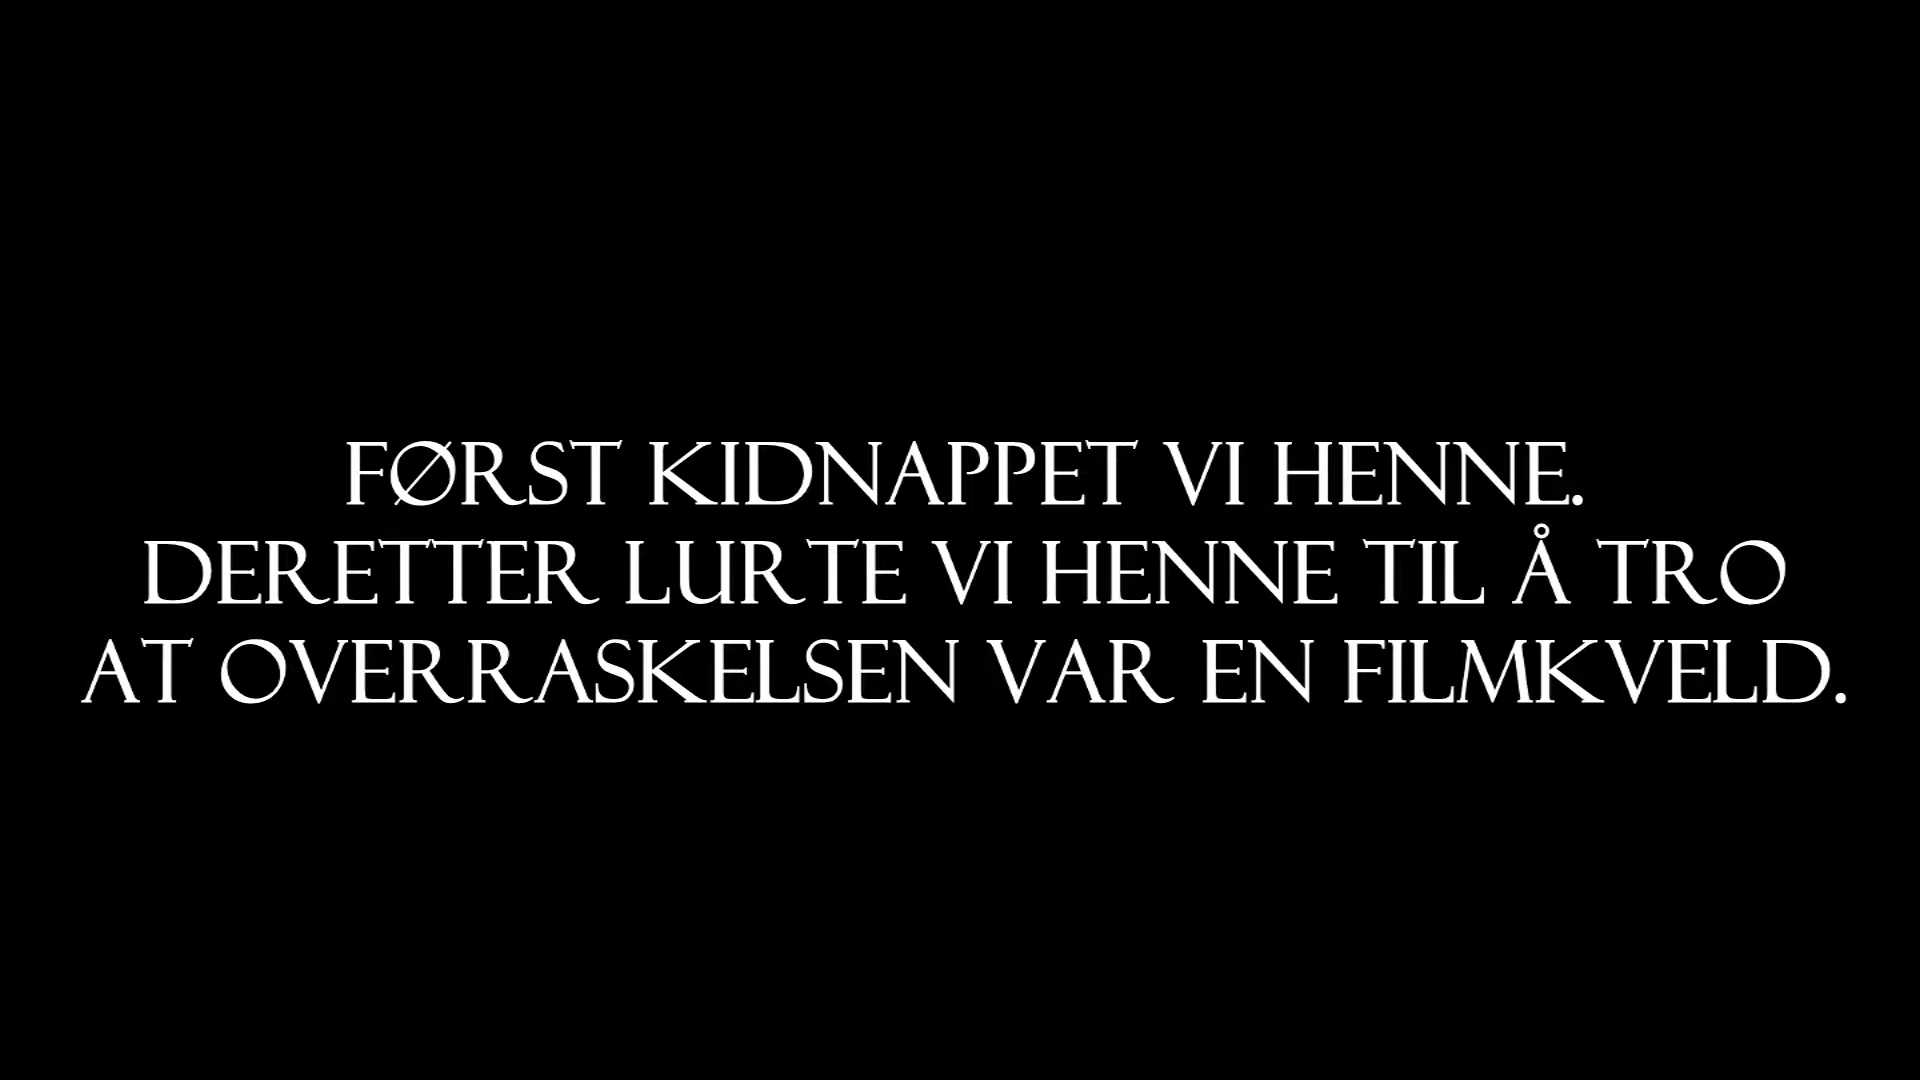 FØRST KIDNAPPET VI HENNE.
DERETTER LURTE VI HENNE TIL Å TRO
AT OVERRASKELSEN VAR EN FILMKVELD.